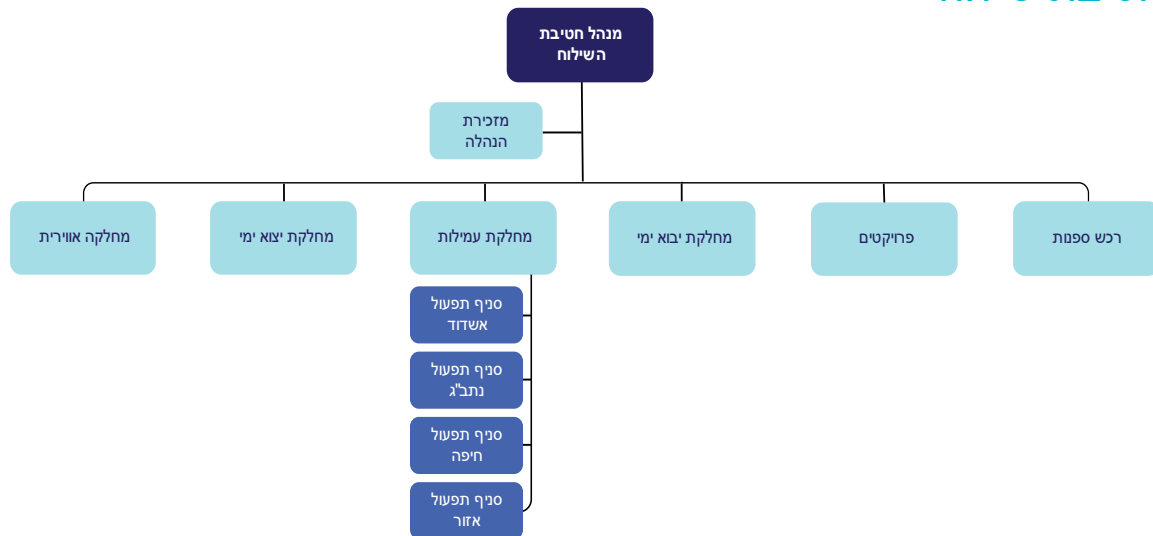 מנהל חטיבת
השילוח
מזכירת
הנהלה
רכש ספנות
פרויקטים
מחלקת יבוא ימי
מחלקת עמילות
מחלקת יצוא ימי
מחלקה אווירית
סניף תפעול
אשדוד
סניף תפעול
נתב"ג
סניף תפעול
חיפה
סניף תפעול
אזור